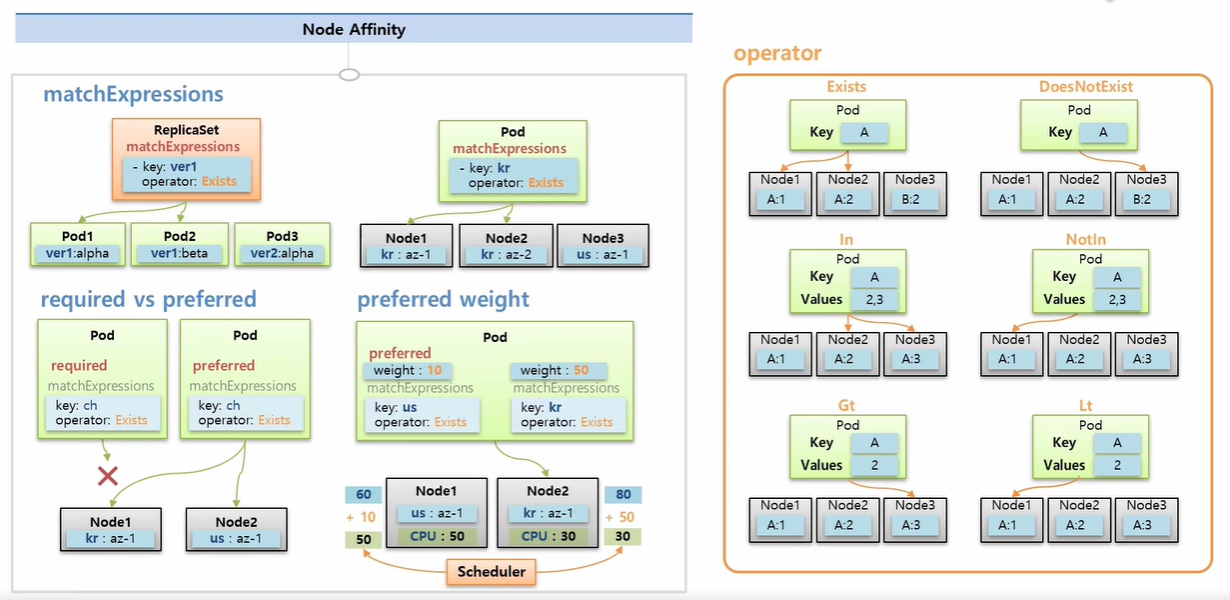 Node Affinity
matchExpressions
ReplicaSet
matchExpressions
- key: ver1
operator: Exists
Pod1
ver1:alpha
Pod2
ver1:beta
Pod3
ver2:alpha
Pod
matchExpressions
- key: kr
operator: Exists
Node1
kr : az-1
Node2
kr : az-2
Node3
us : az-1
required vs preferred
Pod
required
matchExpressions
key: ch
operator: Exists
Pod
preferred
matchExpressions
key: ch
operator: Exists
Node1
kr : az-1
Node2
us : az-1
preferred weight
Pod
preferred
weight : 10
matchExpressions
key: us
operator: Exists
weight : 50
matchExpressions
key: kr
operator: Exists
60
+ 10
50
Node1
us : az-1
CPU : 50
Node2
kr : az-1
CPU : 30
80
+ 50
30
Scheduler
operator
Exists
Pod
Key A
Node1
A:1
Node2
A:2
Node3
B:2
DoesNotExist
Pod
Key A
Node1
A:1
Node2
A:2
Node3
B:2
In
Pod
Key A
Values 2,3
Node1
A:1
Node2
A:2
Node3
A:3
NotIn
Pod
Key A
Values 2,3
Node1
A:1
Node2
A:2
Node3
A:3
Gt
Pod
Key A
Values 2
Node1
A:1
Node2
A:2
Node3
A:3
Lt
Pod
Key A
Values 2
Node1
A:1
Node2
A:2
Node3
A:3